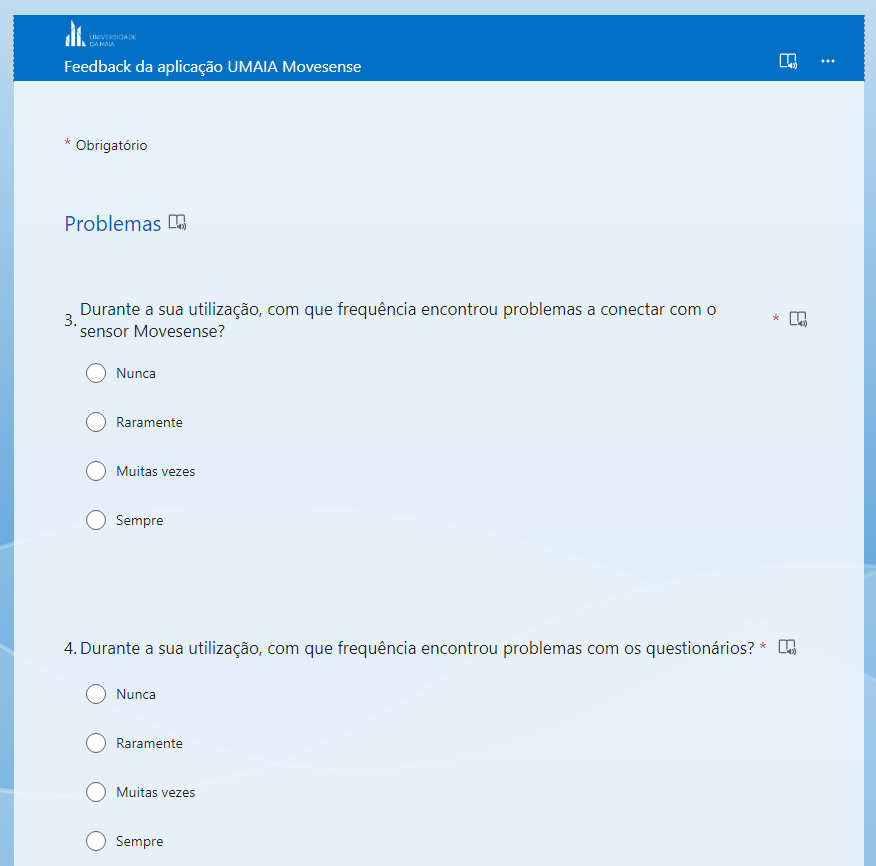 UNIVERSIDADE
DA MAIA
Feedback da aplicação UMAIA Movesense
* Obrigatório
Problemas
3. Durante a sua utilização, com que frequência encontrou problemas a conectar com o
sensor Movesense? *
Nunca
Raramente
Muitas vezes
Sempre
4. Durante a sua utilização, com que frequência encontrou problemas com os questionários? *
Nunca
Raramente
Muitas vezes
Sempre